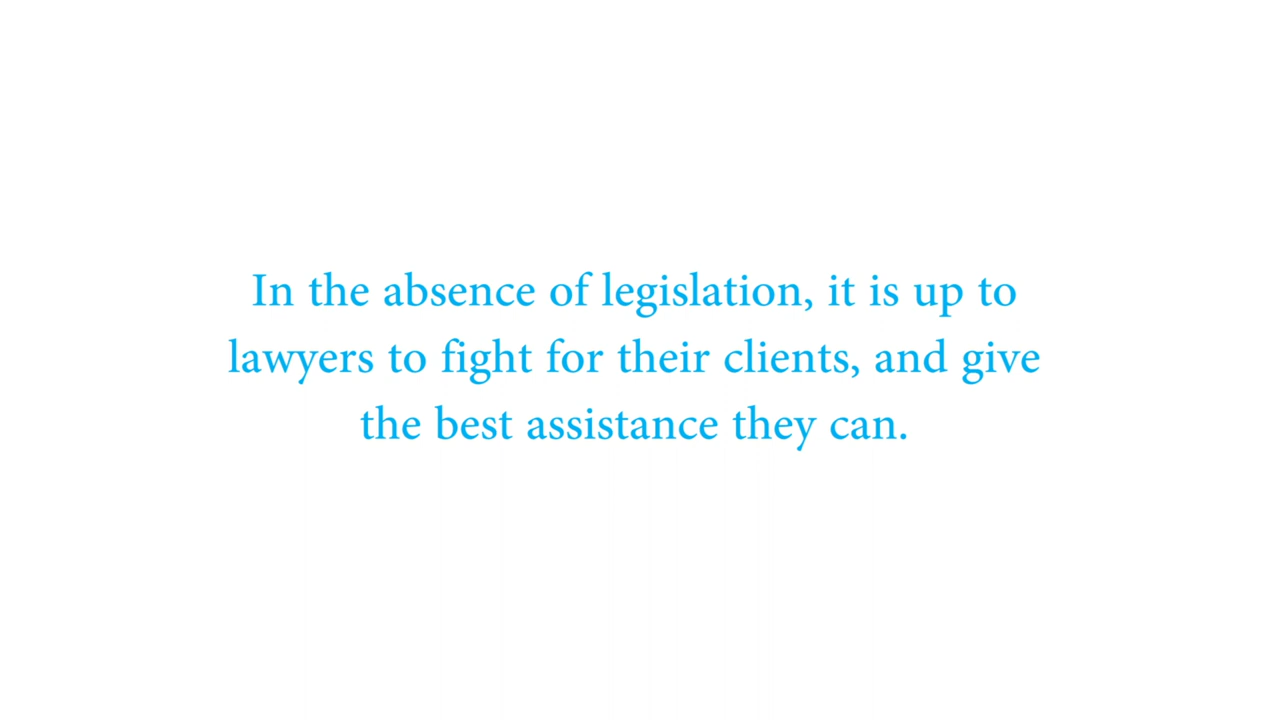 In the absence of legislation, it is up to
lawyers to fight for their clients, and give
the best assistance they can.